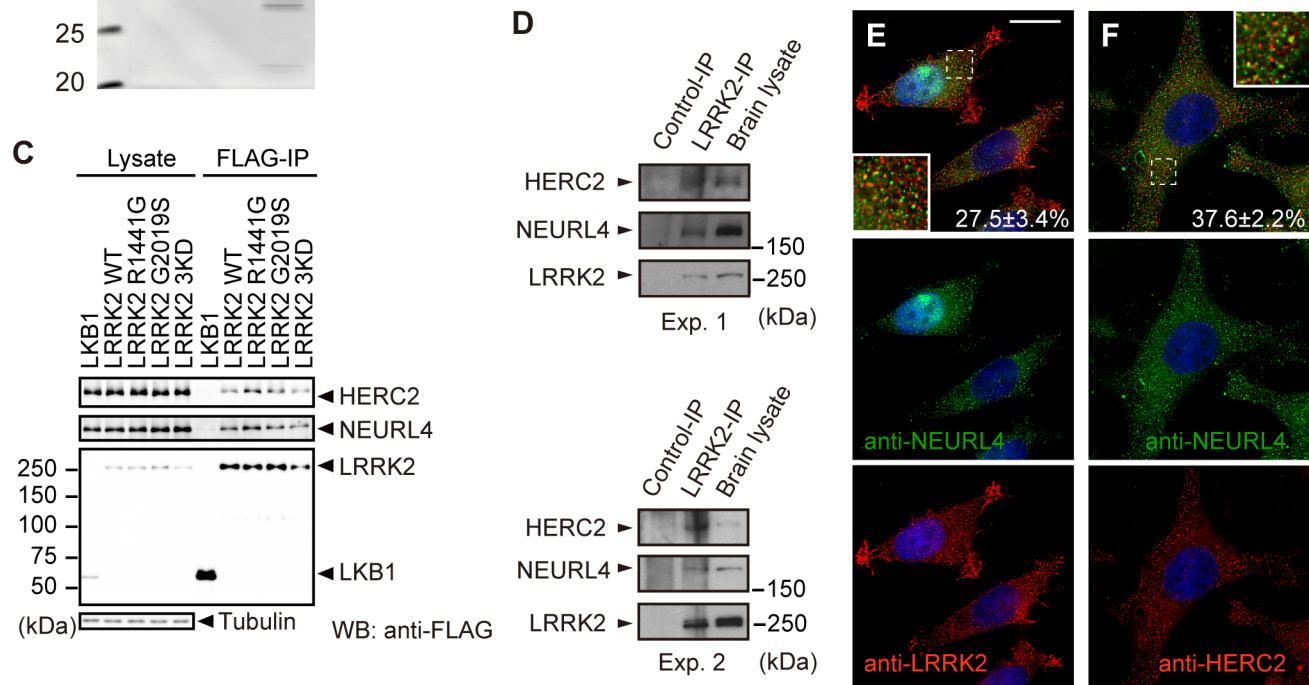 25
20
C
Lysate FLAG-IP
LKB1
LRRK2 WT
LRRK2 R1441G
LRRK2 G2019S
LRRK2 3KD
LKB1
LRRK2 WT
LRRK2 R1441G
LRRK2 G2019S
LRRK2 3KD
HERC2
NEURL4
250 LRRK2
150
100
75
50 LKB1
(kDa) Tubulin
WB: anti-FLAG
D
Control-IP
LRRK2-IP
Brain lysate
HERC2
NEURL4
150
LRRK2 250
Exp. 1 (kDa)
Control-IP
LRRK2-IP
Brain lysate
HERC2
NEURL4
150
LRRK2 250
Exp. 2 (kDa)
E
27.5±3.4%
anti-NEURL4
anti-LRRK2
F
37.6±2.2%
anti-NEURL4
anti-HERC2